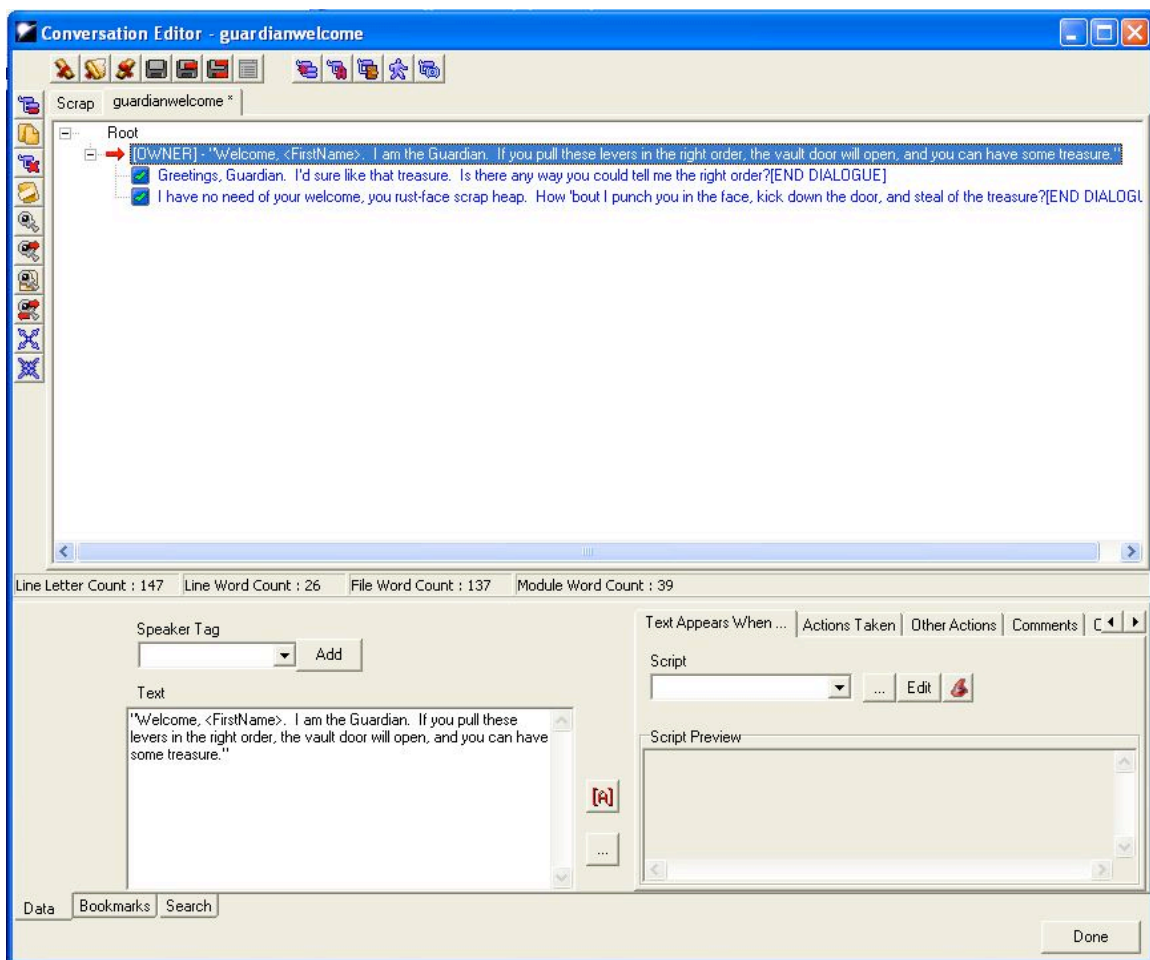 Conversation Editor - guardianwelcome
Scrap guardianwelcome *
Root
[OWNER] - "Welcome, <FirstName>. I am the Guardian. If you pull these levers in the right order, the vault door will open, and you can have some treasure."
Greetings, Guardian. I'd sure like that treasure. Is there any way you could tell me the right order?[END DIALOGUE]
I have no need of your welcome, you rust-face scrap heap. How 'bout I punch you in the face, kick down the door, and steal of the treasure?[END DIALOGU
Line Letter Count : 147 Line Word Count : 26 File Word Count : 137 Module Word Count : 39
Speaker Tag
Add
Text
"Welcome, <FirstName>. I am the Guardian. If you pull these
levers in the right order, the vault door will open, and you can have
some treasure."
[A]
...
Text Appears When ... Actions Taken Other Actions Comments C
Script
... Edit
Script Preview
Data Bookmarks Search
Done